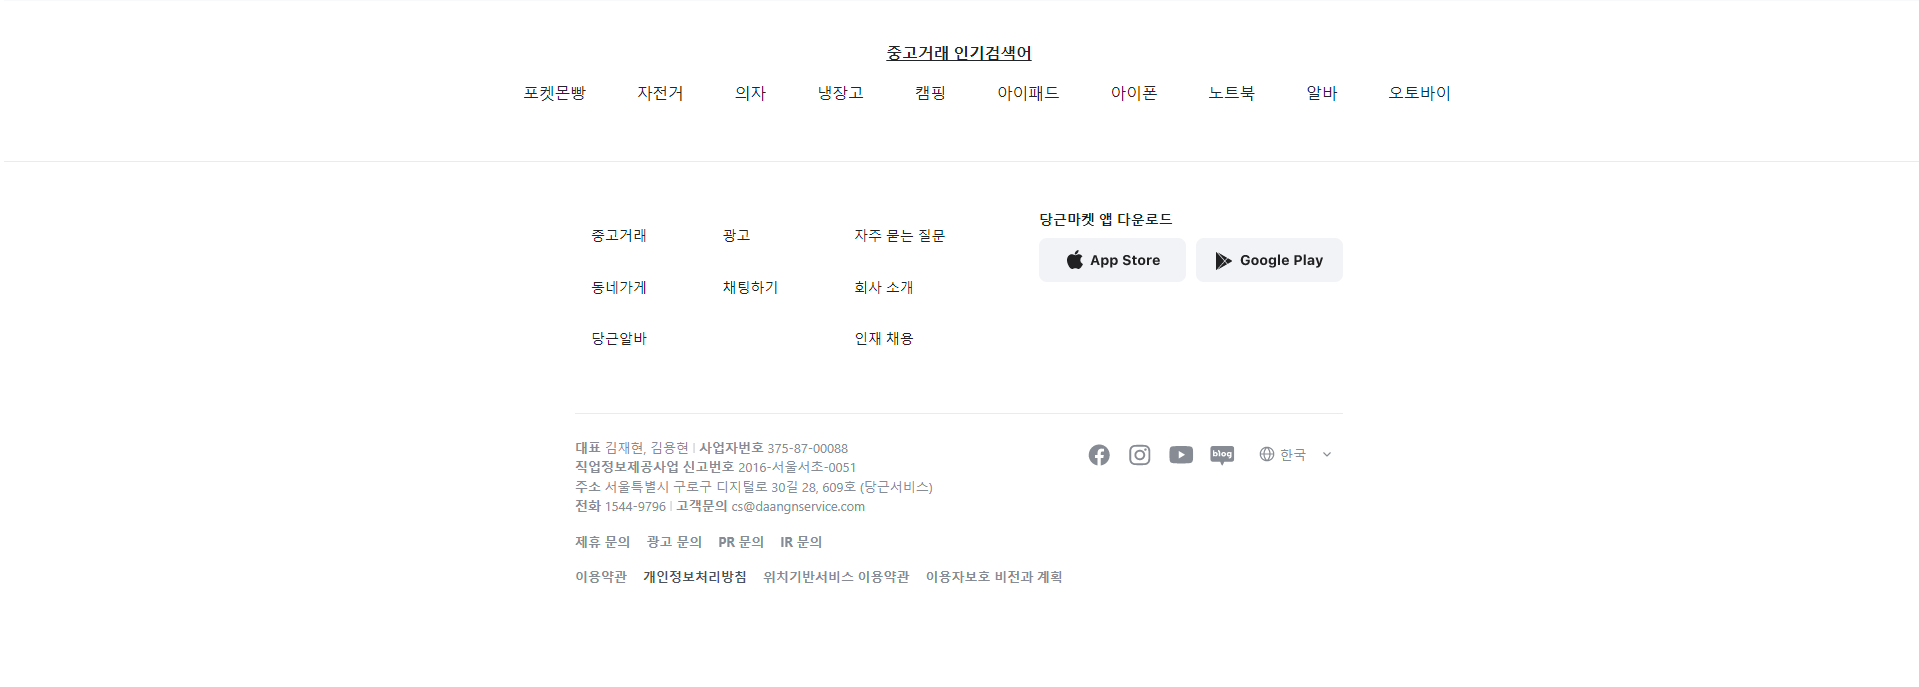 중고거래 인기검색어
포켓몬빵 자전거 의자 냉장고 캠핑 아이패드 아이폰 노트북 알바 오토바이
중고거래 광고 자주 묻는 질문
동네가게 채팅하기 회사 소개
당근알바 인재 채용
당근마켓 앱 다운로드
App Store Google Play
대표 김재현, 김용현 | 사업자번호 375-87-00088
직업정보제공사업 신고번호 2016-서울서초-0051
주소 서울특별시 구로구 디지털로 30길 28, 609호 (당근서비스)
전화 1544-9796 | 고객문의 cs@daangnservice.com
blog 한국
제휴 문의 광고 문의 PR 문의 IR 문의
이용약관 개인정보처리방침 위치기반서비스 이용약관 이용자보호 비전과 계획